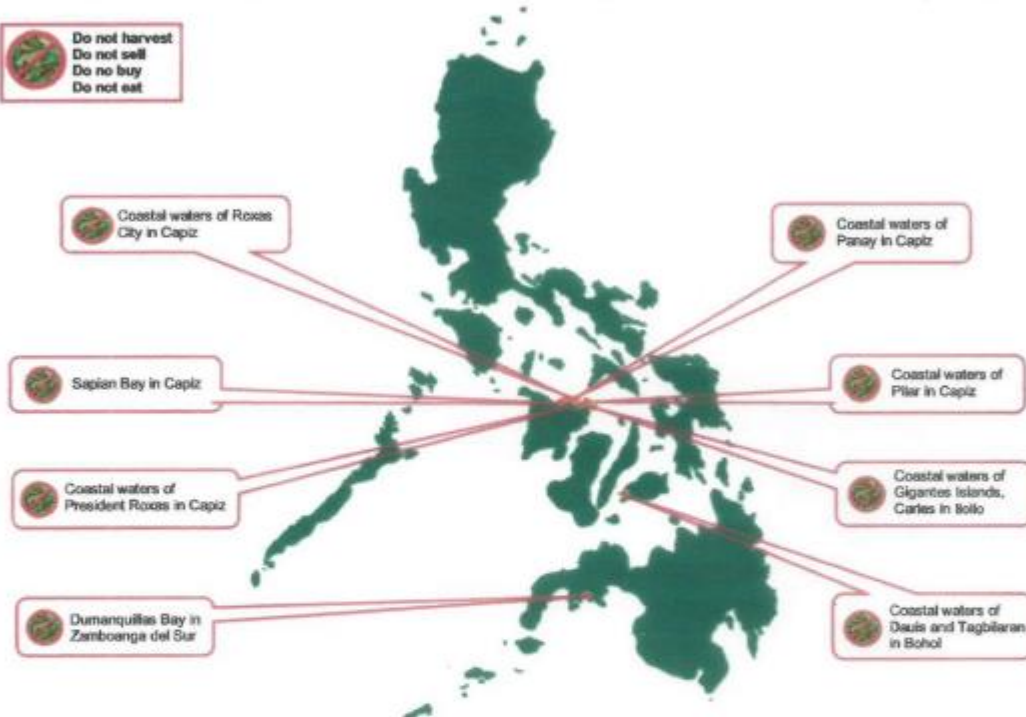 Do not harvest
Do not sell
Do no buy
Do not eat
Coastal waters of Roxas
City in Capiz
Coastal waters of
Panay in Capiz
Sapian Bay in Capiz
Coastal waters of
Pilar in Capiz
Coastal waters of
President Roxas in Capiz
Coastal waters of
Gigantes Islands,
Carles in Iloilo
Dumanquillas Bay in
Zamboanga del Sur
Coastal waters of
Dauis and Tagbilaran
in Bohol